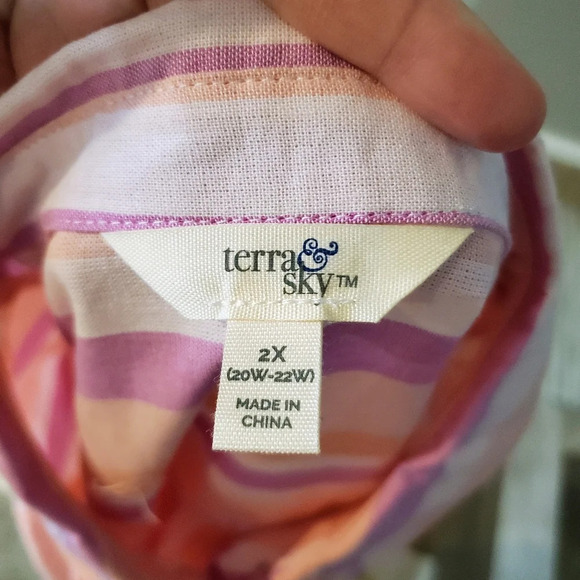 terra&
sky™
2X
(20W-22W)
MADE IN
CHINA